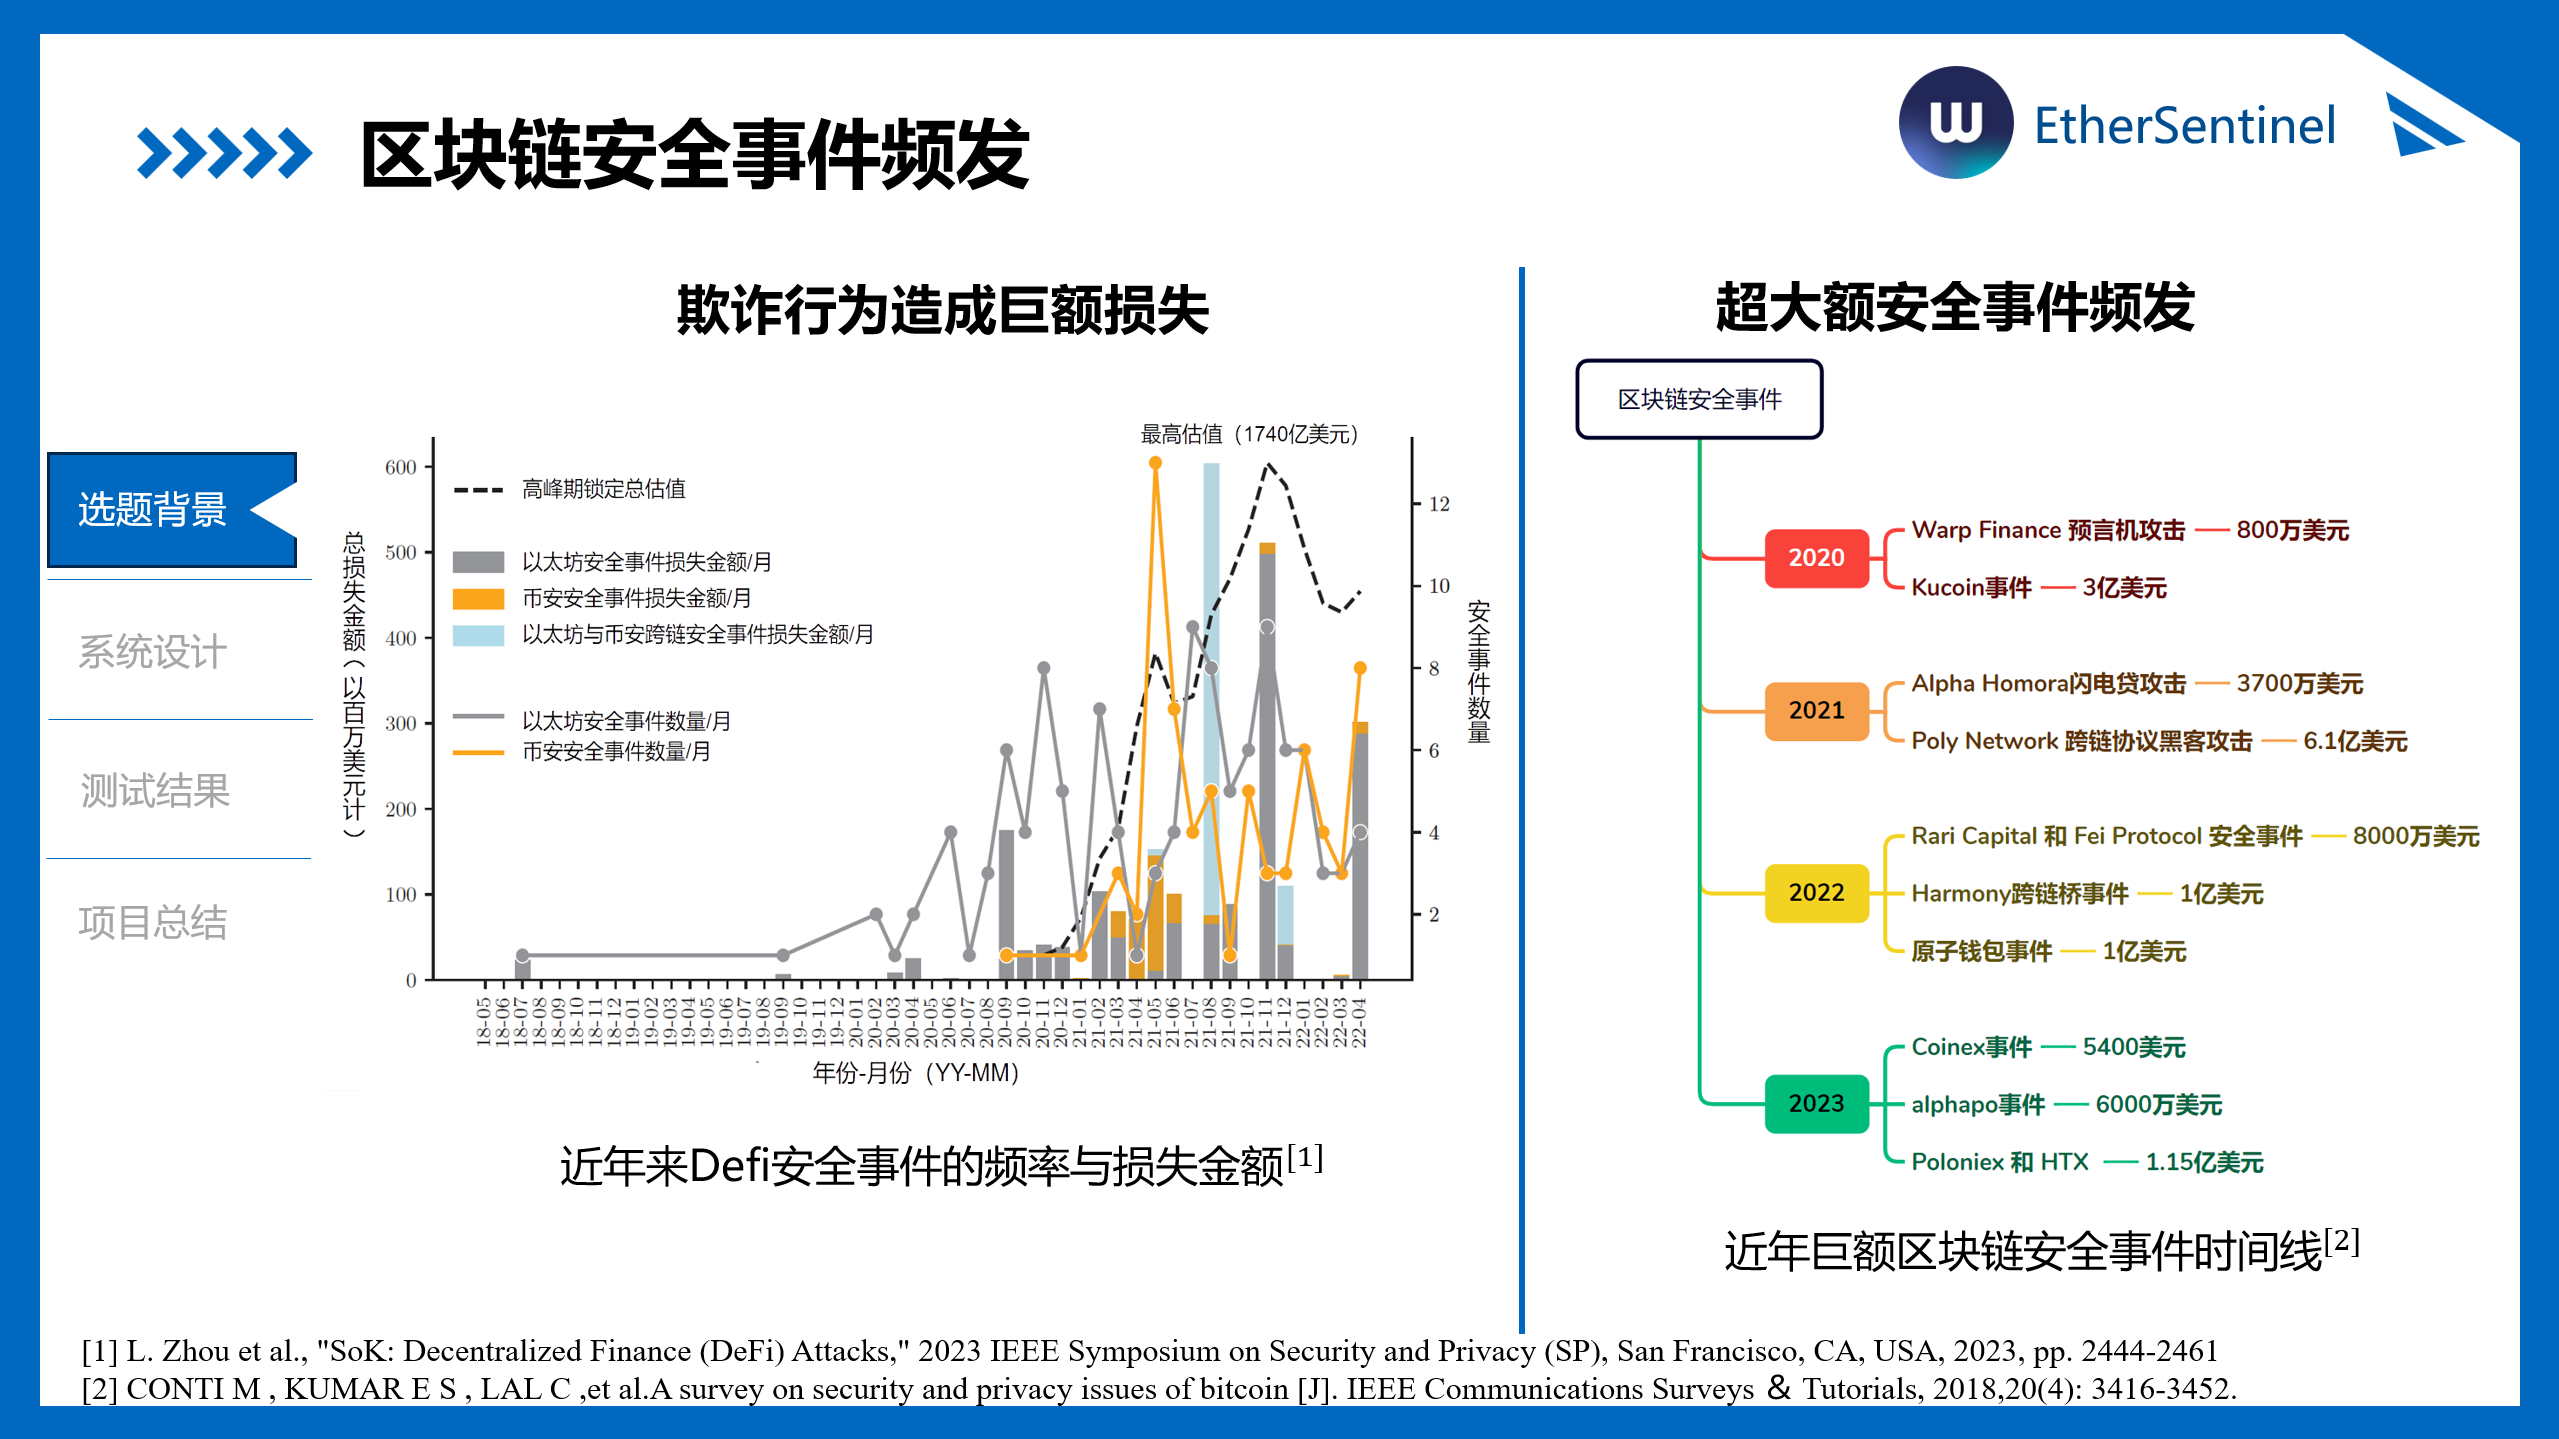 区块链安全事件频发
EtherSentinel
选题背景
系统设计
测试结果
项目总结
欺诈行为造成巨额损失
最高估值（1740亿美元）
高峰期锁定总估值
以太坊安全事件损失金额/月
币安安全事件损失金额/月
以太坊与币安跨链安全事件损失金额/月
以太坊安全事件数量/月
币安安全事件数量/月
总损失金额（以百万美元计）
600
500
400
300
200
100
0
安全事件数量
12
10
8
6
4
2
18-05 18-06 18-07 18-08 18-09 18-10 18-11 18-12 19-01 19-02 19-03 19-04 19-05 19-06 19-07 19-08 19-09 19-10 19-11 19-12 20-01 20-02 20-03 20-04 20-05 20-06 20-07 20-08 20-09 20-10 20-11 20-12 21-01 21-02 21-03 21-04 21-05 21-06 21-07 21-08 21-09 21-10 21-11 21-12 22-01 22-02 22-03 22-04
年份-月份（YY-MM）
近年来Defi安全事件的频率与损失金额[1]
超大额安全事件频发
区块链安全事件
2020
Warp Finance 预言机攻击 800万美元
Kucoin事件 3亿美元
2021
Alpha Homora闪电贷攻击 3700万美元
Poly Network 跨链协议黑客攻击 6.1亿美元
2022
Rari Capital 和 Fei Protocol 安全事件 8000万美元
Harmony跨链桥事件 1亿美元
原子钱包事件 1亿美元
2023
Coinex事件 5400美元
alphapo事件 6000万美元
Poloniex 和 HTX 1.15亿美元
近年巨额区块链安全事件时间线[2]
[1] L. Zhou et al., "SoK: Decentralized Finance (DeFi) Attacks," 2023 IEEE Symposium on Security and Privacy (SP), San Francisco, CA, USA, 2023, pp. 2444-2461
[2] CONTI M , KUMAR E S , LAL C ,et al.A survey on security and privacy issues of bitcoin [J]. IEEE Communications Surveys ＆ Tutorials, 2018,20(4): 3416-3452.